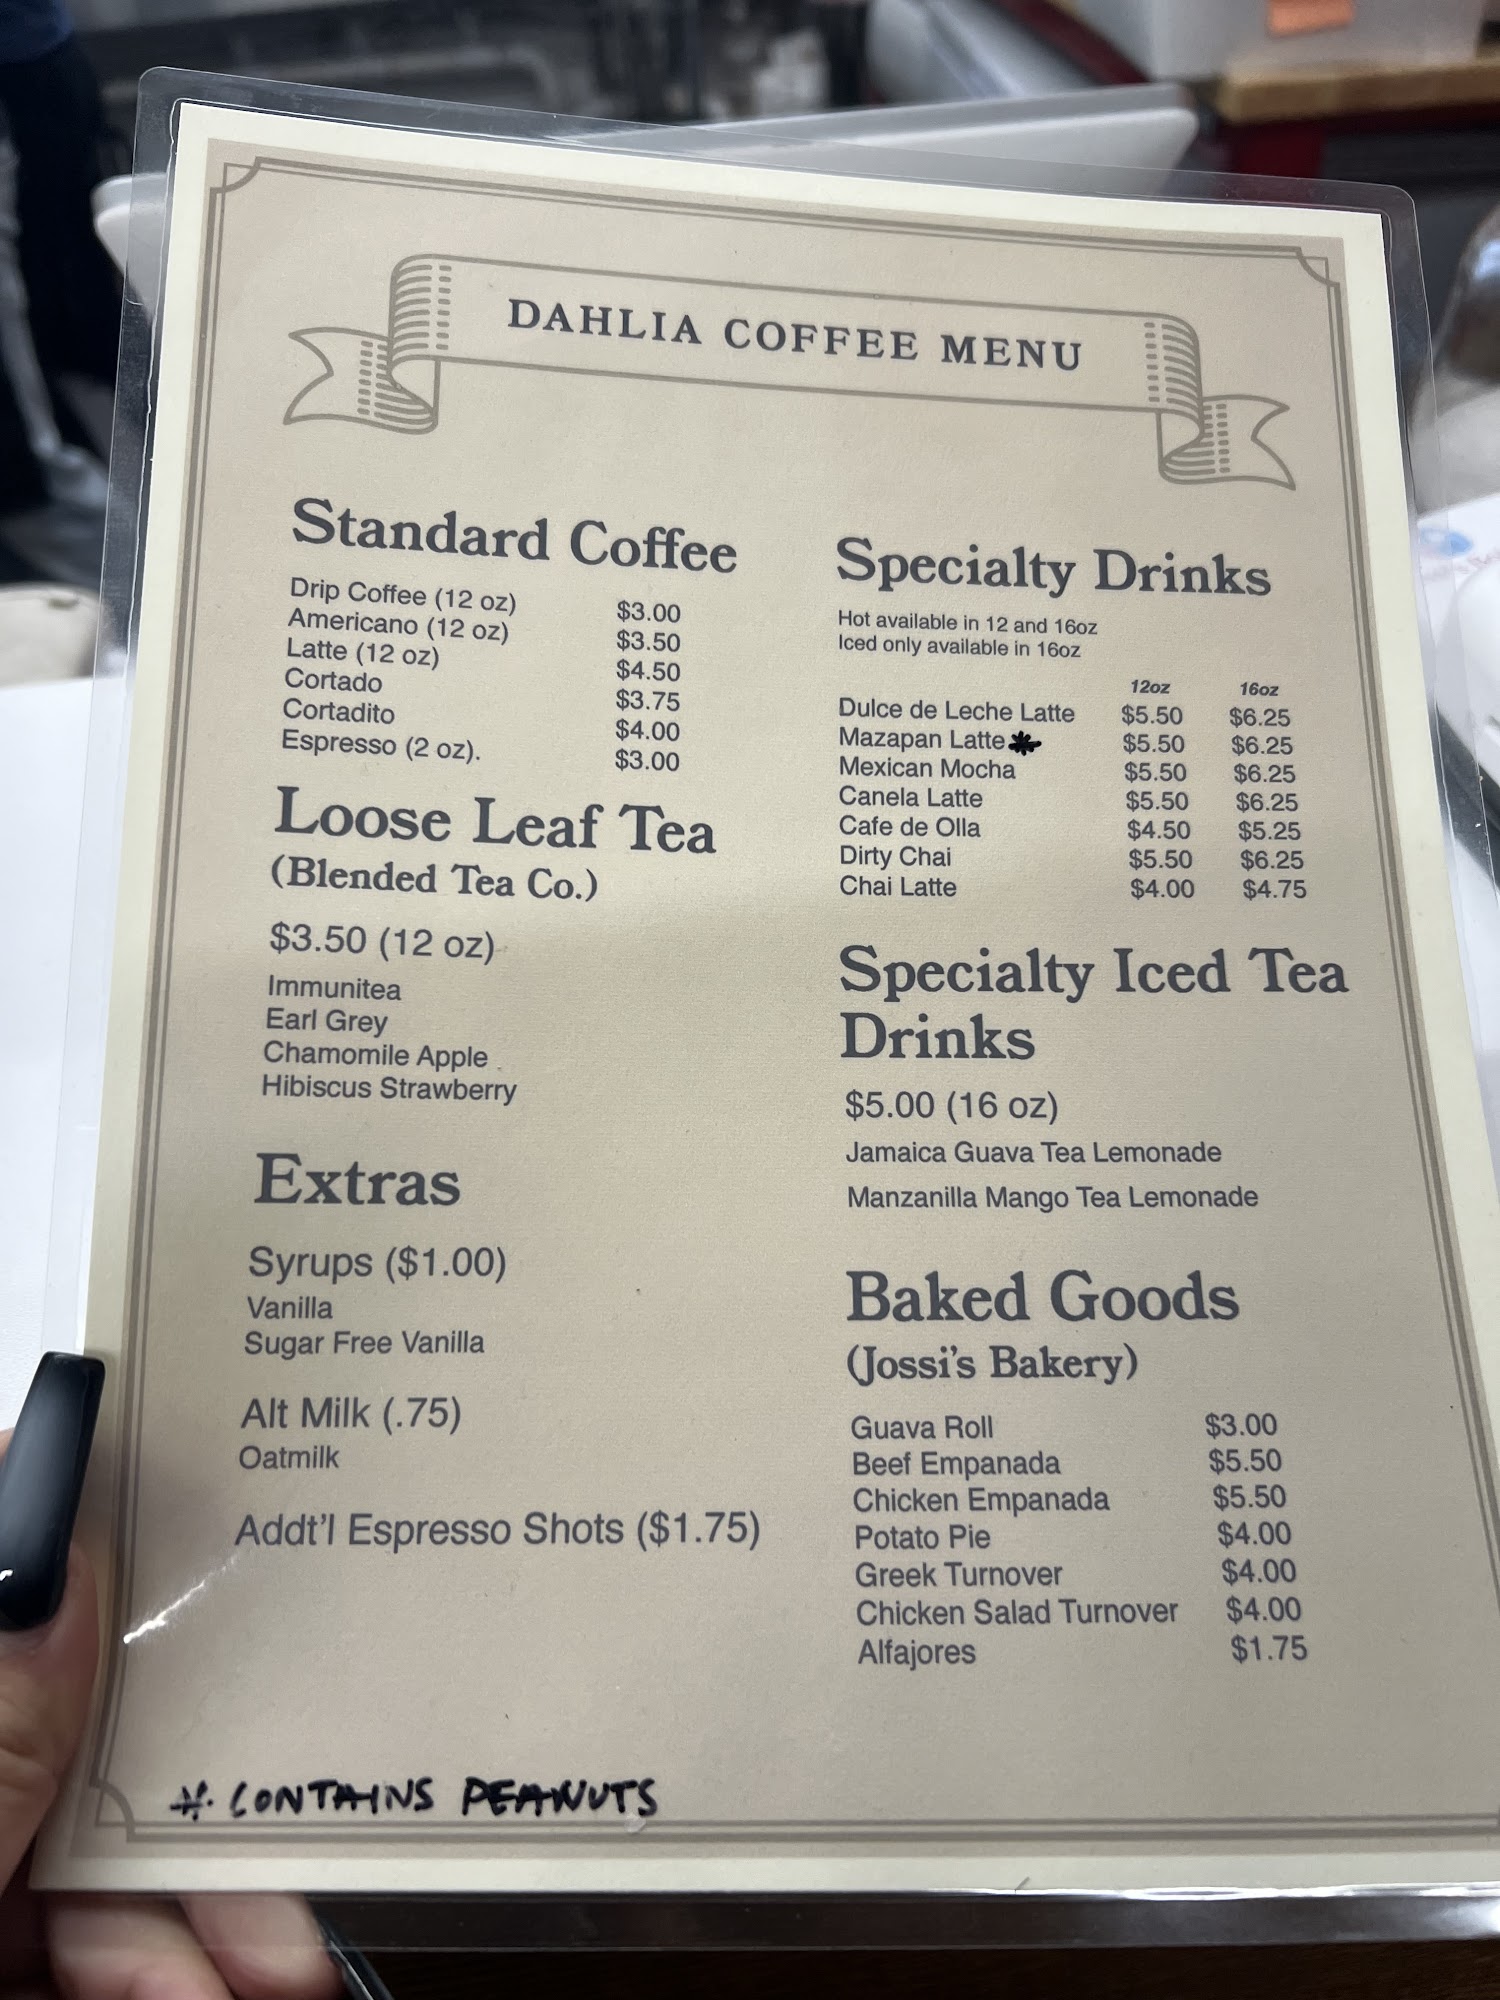 DAHLIA COFFEE MENU
Standard Coffee
Drip Coffee (12 oz) $3.00
Americano (12 oz) $3.50
Latte (12 oz) $4.50
Cortado $3.75
Cortadito $4.00
Espresso (2 oz). $3.00
Loose Leaf Tea
(Blended Tea Co.)
$3.50 (12 oz)
Immunitea
Earl Grey
Chamomile Apple
Hibiscus Strawberry
Extras
Syrups ($1.00)
Vanilla
Sugar Free Vanilla
Alt Milk (.75)
Oatmilk
Addt'l Espresso Shots ($1.75)
Specialty Drinks
Hot available in 12 and 16oz
Iced only available in 16oz
12oz 16oz
Dulce de Leche Latte $5.50 $6.25
Mazapan Latte* $5.50 $6.25
Mexican Mocha $5.50 $6.25
Canela Latte $5.50 $6.25
Cafe de Olla $4.50 $5.25
Dirty Chai $5.50 $6.25
Chai Latte $4.00 $4.75
Specialty Iced Tea
Drinks
$5.00 (16 oz)
Jamaica Guava Tea Lemonade
Manzanilla Mango Tea Lemonade
Baked Goods
(Jossi's Bakery)
Guava Roll $3.00
Beef Empanada $5.50
Chicken Empanada $5.50
Potato Pie $4.00
Greek Turnover $4.00
Chicken Salad Turnover $4.00
Alfajores $1.75
*. CONTAINS PEANUTS